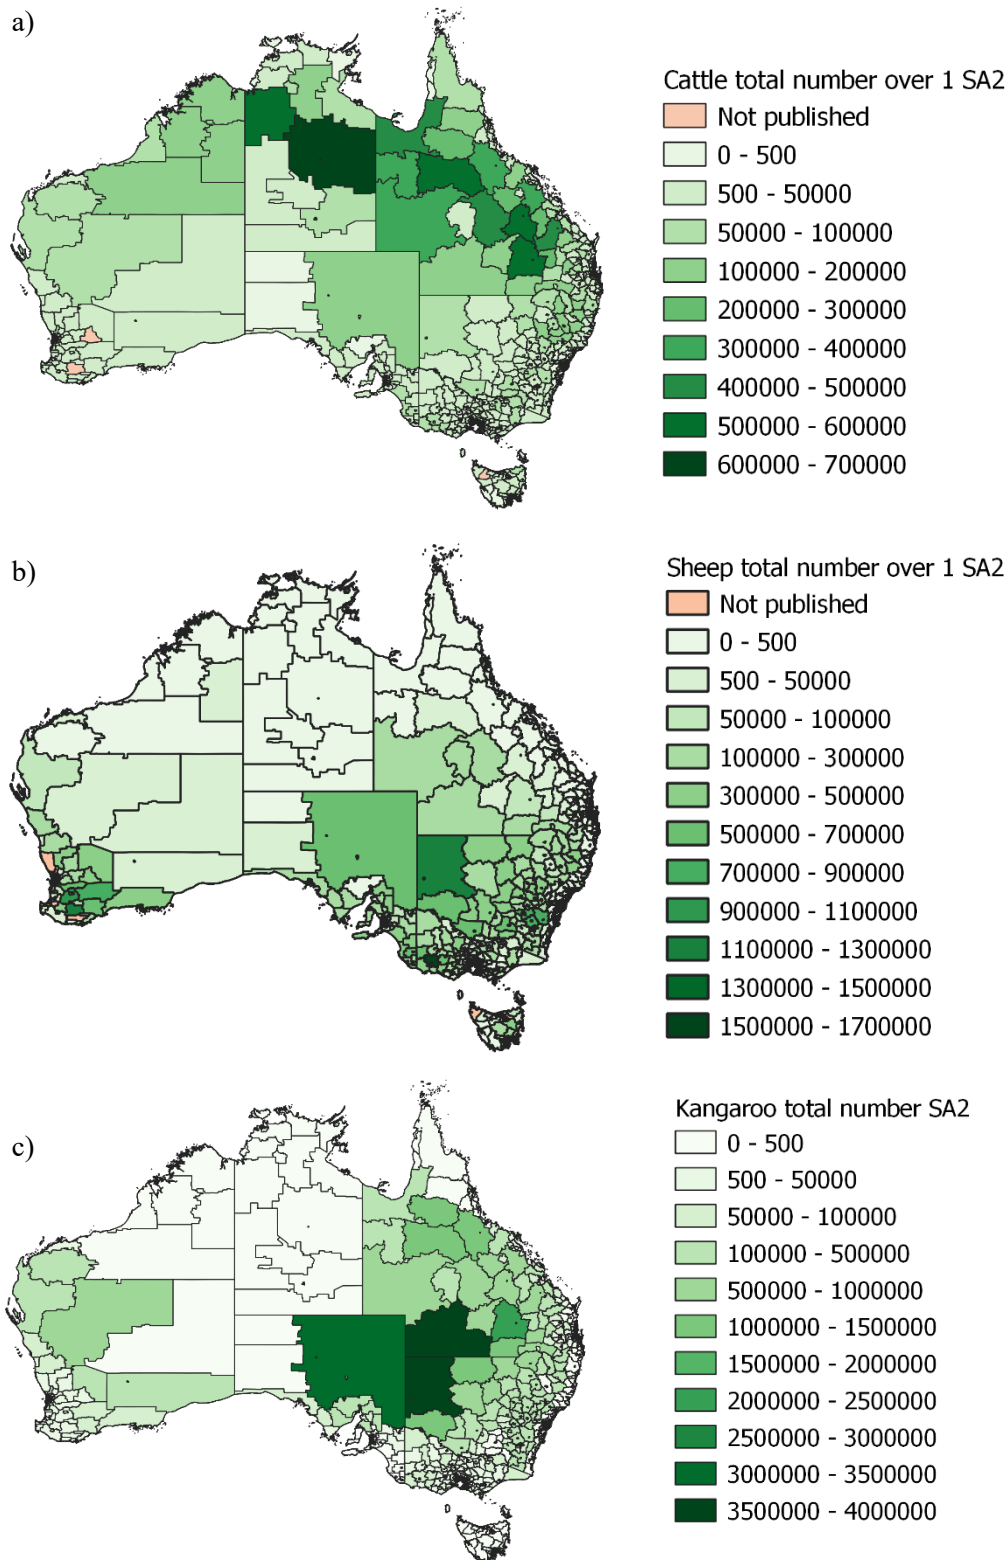 a)
Cattle total number over 1 SA2
Not published
0 - 500
500 - 50000
50000 - 100000
100000 - 200000
200000 - 300000
300000 - 400000
400000 - 500000
500000 - 600000
600000 - 700000
b)
Sheep total number over 1 SA2
Not published
0 - 500
500 - 50000
50000 - 100000
100000 - 300000
300000 - 500000
500000 - 700000
700000 - 900000
900000 - 1100000
1100000 - 1300000
1300000 - 1500000
1500000 - 1700000
c)
Kangaroo total number SA2
0 - 500
500 - 50000
50000 - 100000
100000 - 500000
500000 - 1000000
1000000 - 1500000
1500000 - 2000000
2000000 - 2500000
2500000 - 3000000
3000000 - 3500000
3500000 - 4000000